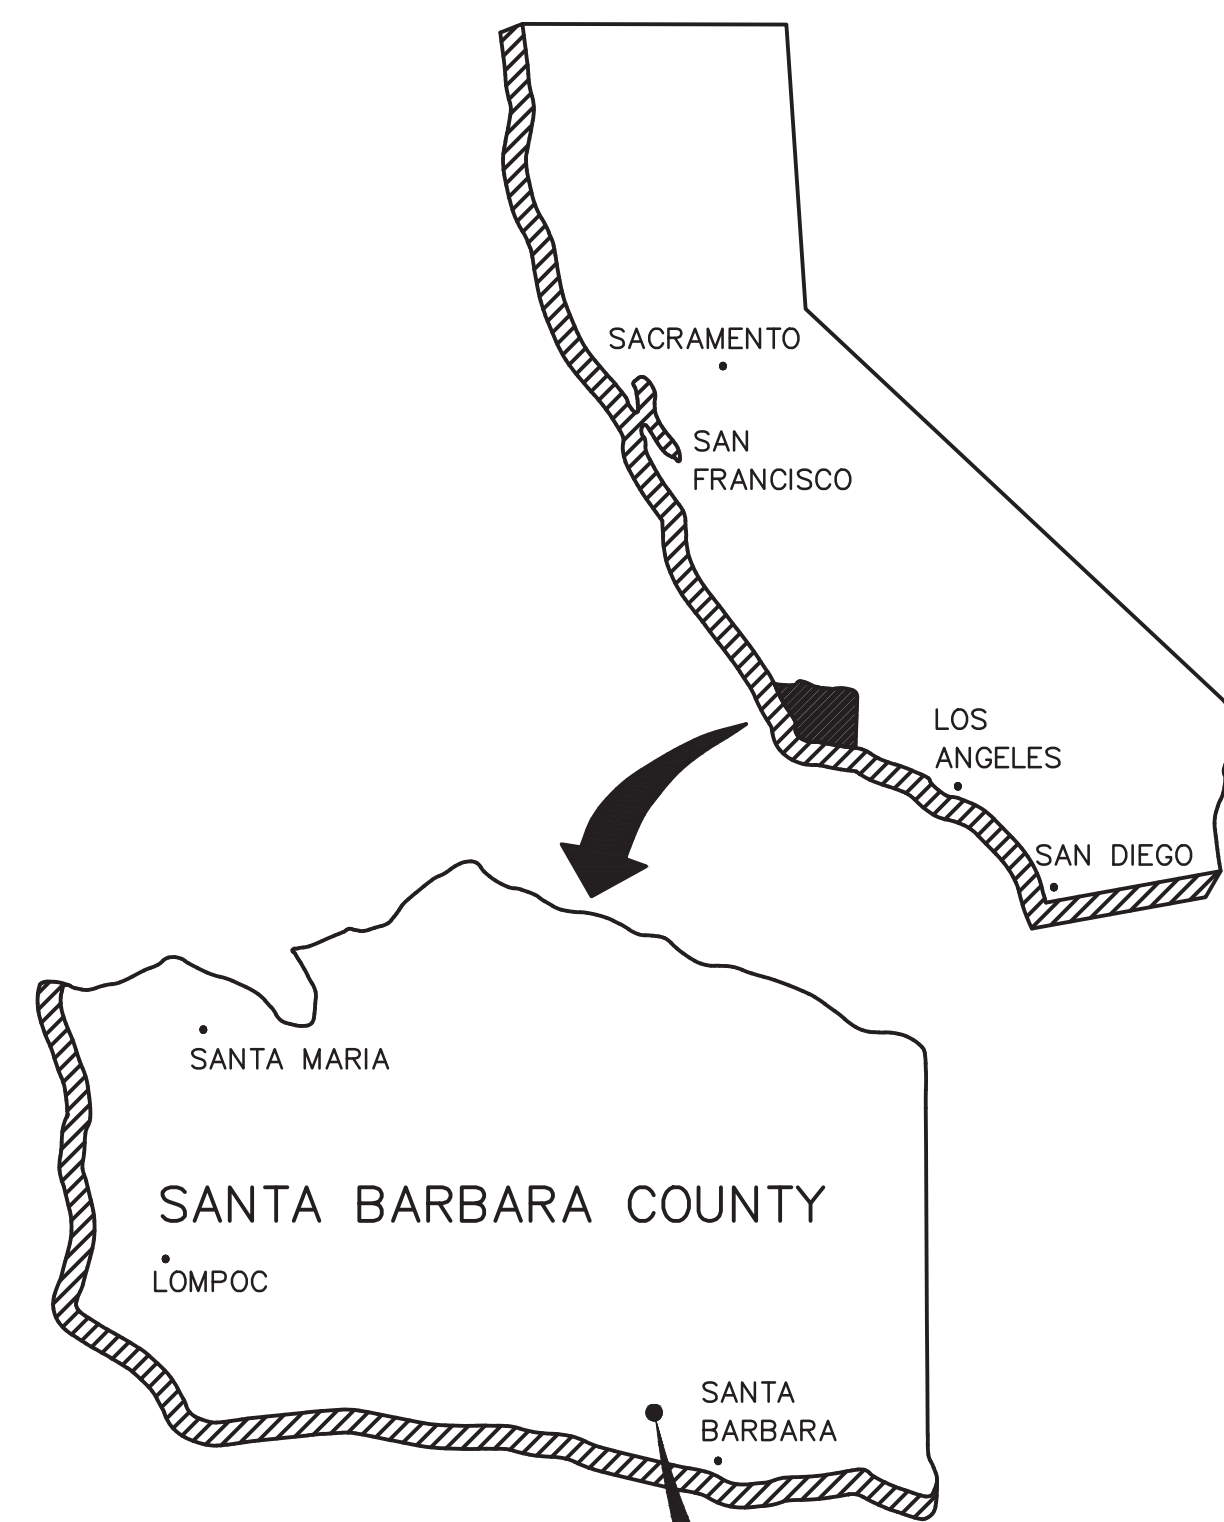 SACRAMENTO
SAN
FRANCISCO
LOS
ANGELES
SAN DIEGO
SANTA MARIA
SANTA BARBARA COUNTY
LOMPOC
SANTA
BARBARA